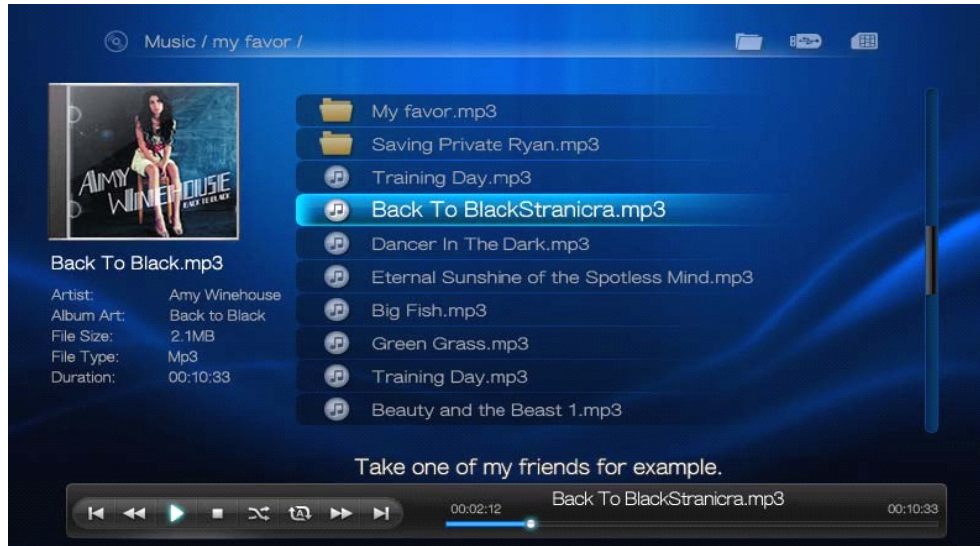 Music / my favor /
AMY
WINEHOUSE
BACK TO BLACK
Back To Black.mp3
Artist: Amy Winehouse
Album Art: Back to Black
File Size: 2.1MB
File Type: Mp3
Duration: 00:10:33
My favor.mp3
Saving Private Ryan.mp3
Training Day.mp3
Back To BlackStranicra.mp3
Dancer In The Dark.mp3
Eternal Sunshine of the Spotless Mind.mp3
Big Fish.mp3
Green Grass.mp3
Training Day.mp3
Beauty and the Beast 1.mp3
Take one of my friends for example.
A
00:02:12
Back To BlackStranicra.mp3
00:10:33